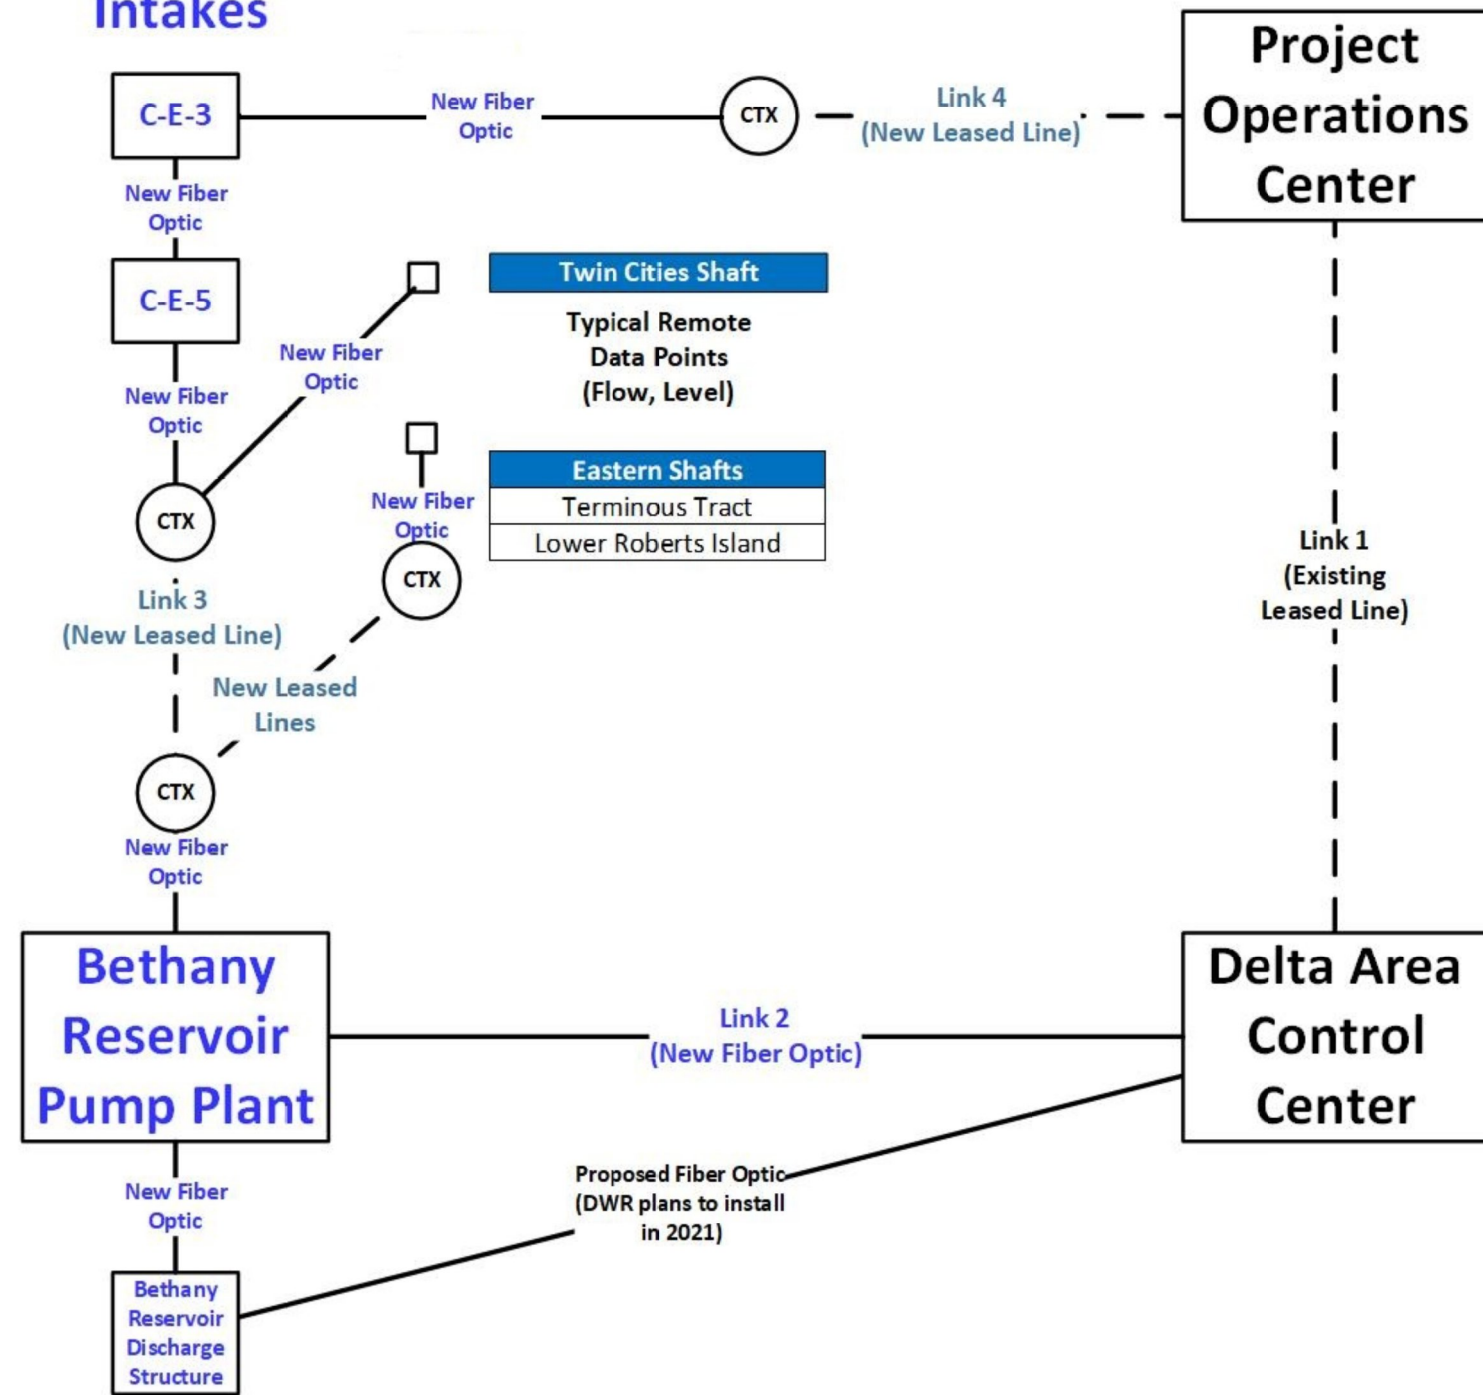 Intakes
Project
Operations
Center
C-E-3
New Fiber
Optic
CTX
Link 4
(New Leased Line)
New Fiber
Optic
C-E-5
Twin Cities Shaft
Typical Remote
Data Points
(Flow, Level)
New Fiber
Optic
New Fiber
Optic
Eastern Shafts
Terminous Tract
Lower Roberts Island
New Fiber
Optic
CTX
CTX
Link 3
(New Leased Line)
Link 1
(Existing
Leased Line)
New Leased
Lines
CTX
New Fiber
Optic
Bethany
Reservoir
Pump Plant
Link 2
(New Fiber Optic)
Delta Area
Control
Center
New Fiber
Optic
Proposed Fiber Optic
(DWR plans to install
in 2021)
Bethany
Reservoir
Discharge
Structure